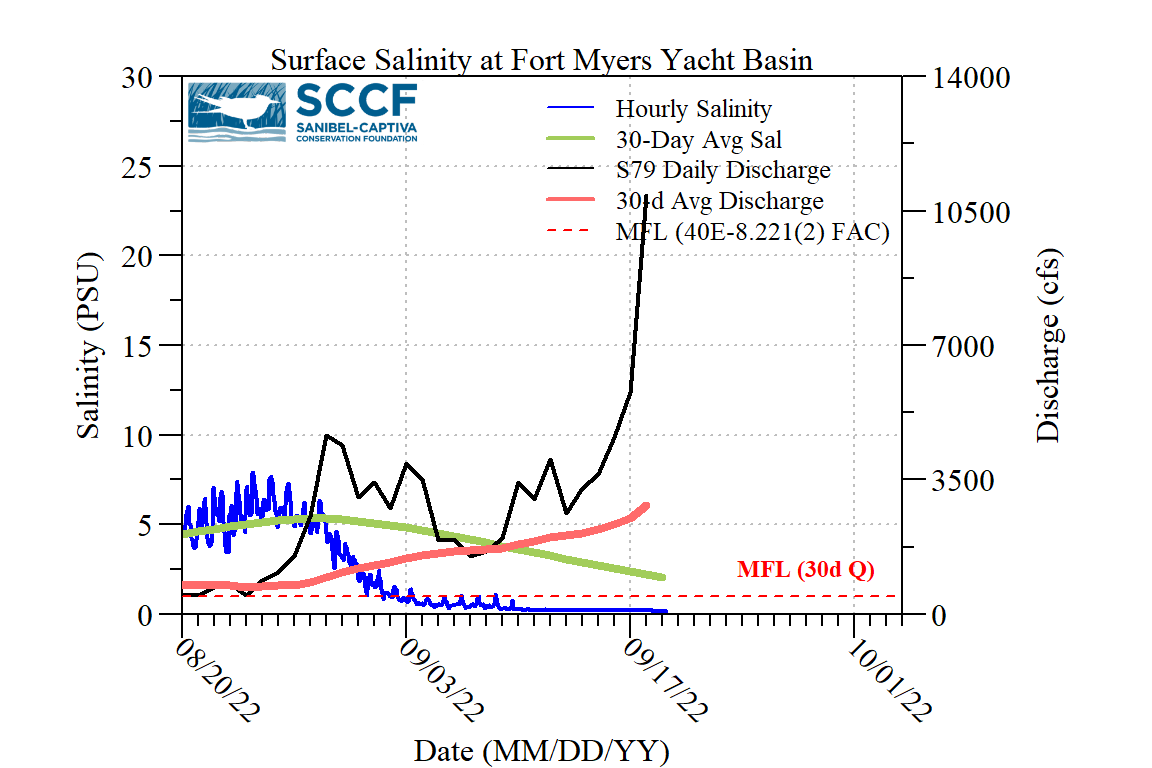 Surface Salinity at Fort Myers Yacht Basin
SCCF
SANIBEL-CAPTIVA
CONSERVATION FOUNDATION
Hourly Salinity
30-Day Avg Sal
S79 Daily Discharge
30-d Avg Discharge
MFL (40E-8.221(2) FAC)
30
25
20
15
10
5
0
Salinity (PSU)
14000
10500
7000
3500
0
Discharge (cfs)
MFL (30d Q)
08/20/22
09/03/22
09/17/22
10/01/22
Date (MM/DD/YY)